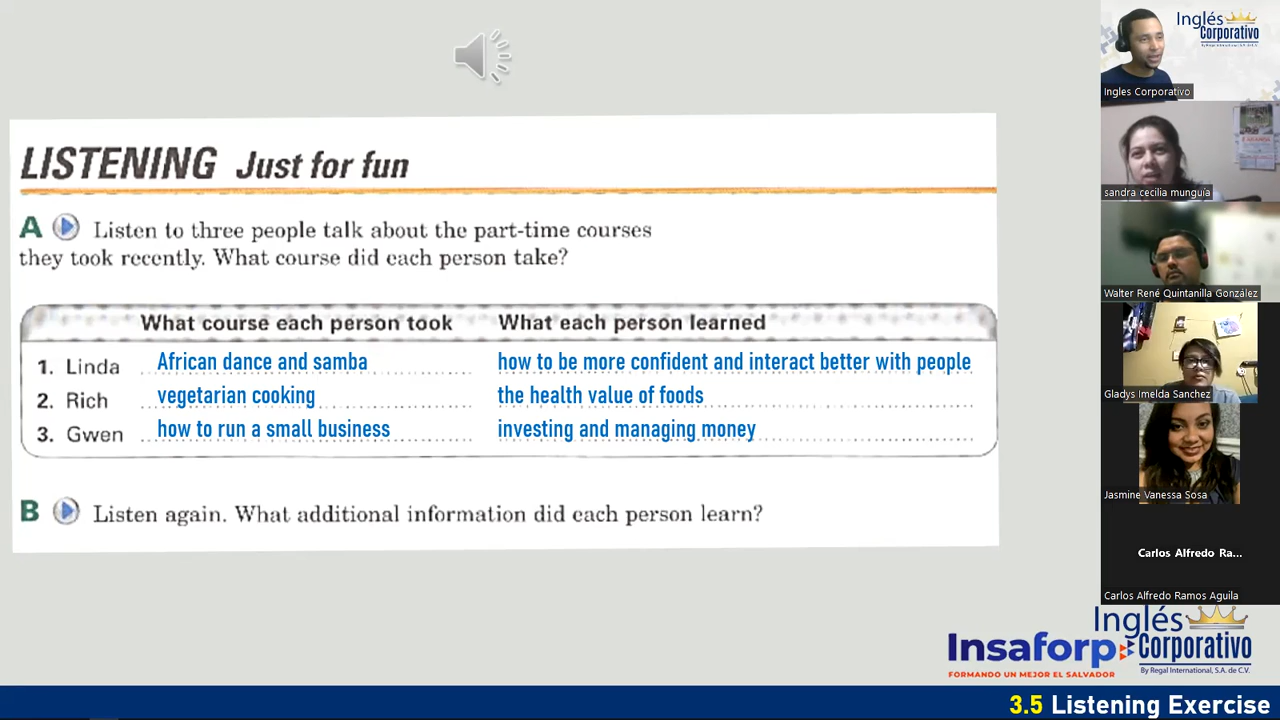 LISTENING Just for fun
A Listen to three people talk about the part-time courses
they took recently. What course did each person take?
What course each person took What each person learned
1. Linda African dance and samba how to be more confident and interact better with people
2. Rich vegetarian cooking the health value of foods
3. Gwen how to run a small business investing and managing money
B Listen again. What additional information did each person learn?
Inglés
Corporativo
Ingles Corporativo
sandra cecilia munguía
Walter René Quintanilla González
Gladys Imelda Sanchez
Jasmine Vanessa Sosa
Carlos Alfredo Ra...
Carlos Alfredo Ramos Aguila
Insaforp
FORMANDO UN MEJOR EL SALVADOR
Inglés
Corporativo
By Regal International, S.A. de C.V.
3.5 Listening Exercise